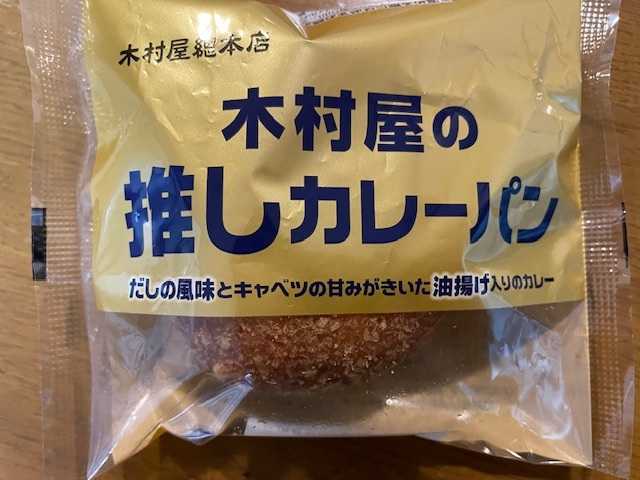 木村屋總本店
木村屋の
推しカレーパン
だしの風味とキャベツの甘みがきいた油揚げ入りのカレー